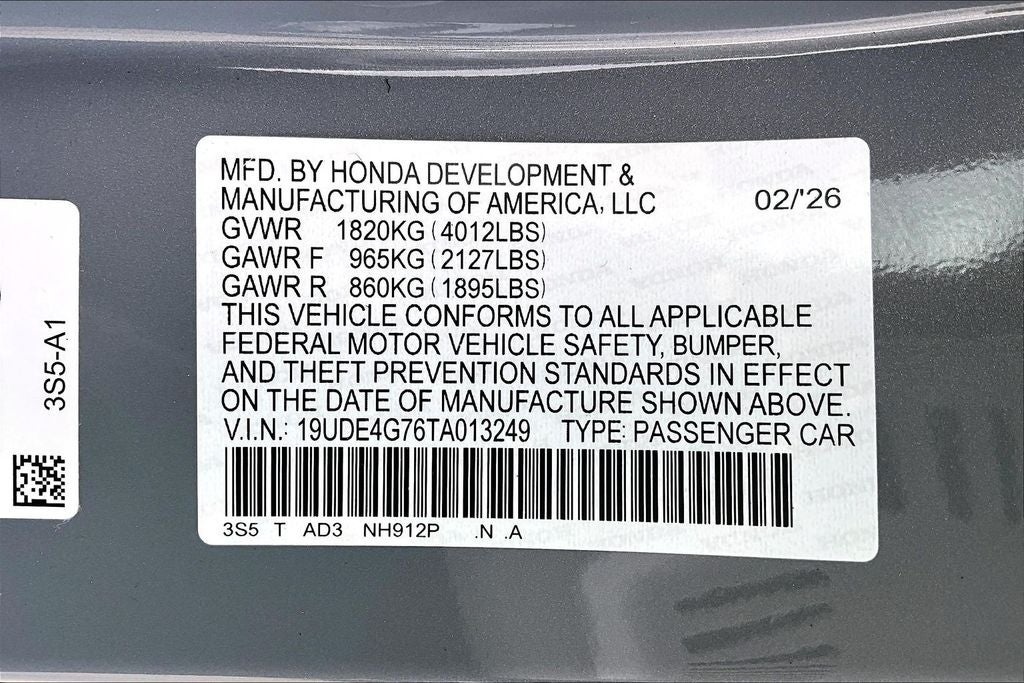 MFD. BY HONDA DEVELOPMENT &
MANUFACTURING OF AMERICA, LLC 02/'26
GVWR 1820KG (4012LBS)
GAWR F 965KG (2127LBS)
GAWR R 860KG (1895LBS)
THIS VEHICLE CONFORMS TO ALL APPLICABLE
FEDERAL MOTOR VEHICLE SAFETY, BUMPER,
AND THEFT PREVENTION STANDARDS IN EFFECT
ON THE DATE OF MANUFACTURE SHOWN ABOVE.
V.I.N.: 19UDE4G76TA013249 TYPE: PASSENGER CAR
3S5 T AD3 NH912P .N .A
3S5-A1